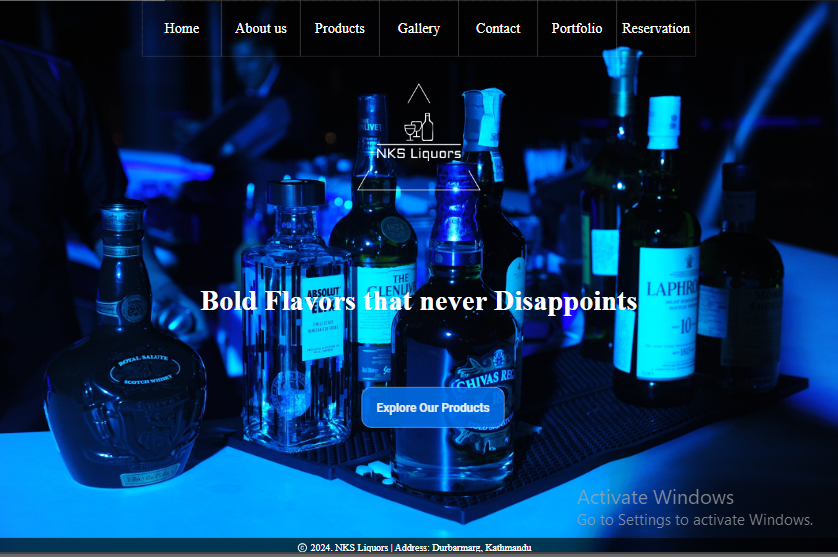 Home About us Products Gallery Contact Portfolio Reservation
NKS Liquors
Bold Flavors that never Disappoints
ABSOLUT
THE
GLENLIVET
LAPHROAIG
10
ROYAL SALUTE
SCOTCH WHISKY
CHIVAS REGAL
Explore Our Products
Activate Windows
Go to Settings to activate Windows.
© 2024. NKS Liquors | Address: Durbarmarg, Kathmandu